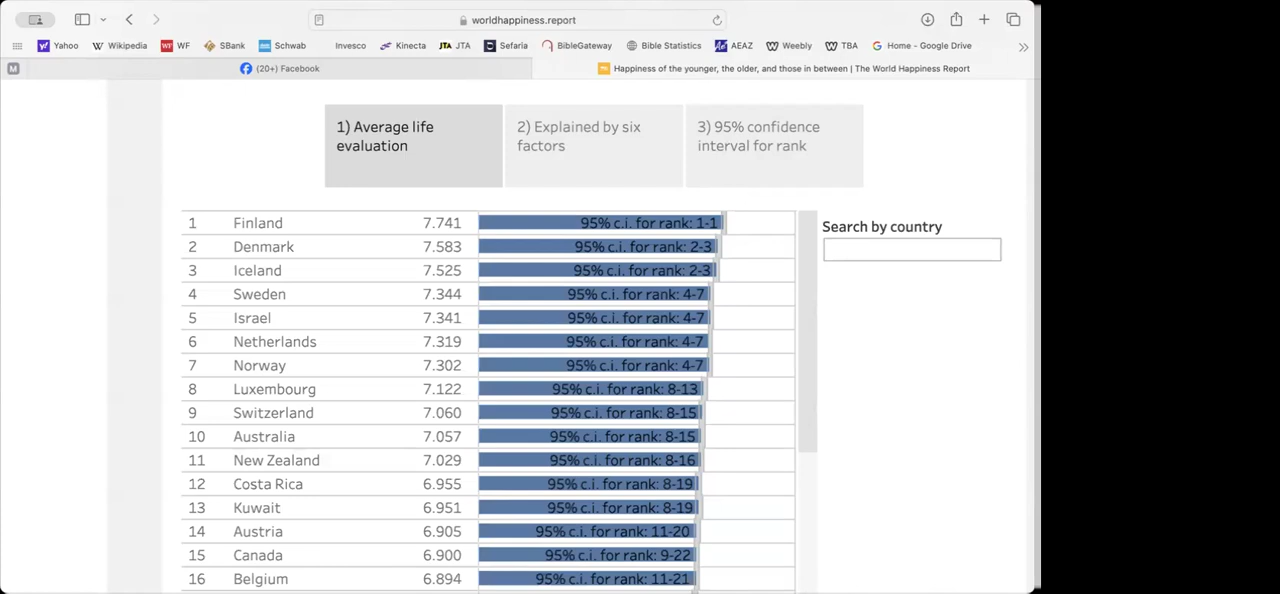 worldhappiness.report
Yahoo Wikipedia WF SBank Schwab Invesco Kinecta JTA Sefaria BibleGateway Bible Statistics AEAZ Weebly TBA Home - Google Drive
M (20+) Facebook Happiness of the younger, the older, and those in between | The World Happiness Report
1) Average life evaluation
2) Explained by six factors
3) 95% confidence interval for rank
1 Finland 7.741 95% c.i. for rank: 1-1
Search by country
2 Denmark 7.583 95% c.i. for rank: 2-3
3 Iceland 7.525 95% c.i. for rank: 2-3
4 Sweden 7.344 95% c.i. for rank: 4-7
5 Israel 7.341 95% c.i. for rank: 4-7
6 Netherlands 7.319 95% c.i. for rank: 4-7
7 Norway 7.302 95% c.i. for rank: 4-7
8 Luxembourg 7.122 95% c.i. for rank: 8-13
9 Switzerland 7.060 95% c.i. for rank: 8-15
10 Australia 7.057 95% c.i. for rank: 8-15
11 New Zealand 7.029 95% c.i. for rank: 8-16
12 Costa Rica 6.955 95% c.i. for rank: 8-19
13 Kuwait 6.951 95% c.i. for rank: 8-19
14 Austria 6.905 95% c.i. for rank: 11-20
15 Canada 6.900 95% c.i. for rank: 9-22
16 Belgium 6.894 95% c.i. for rank: 11-21